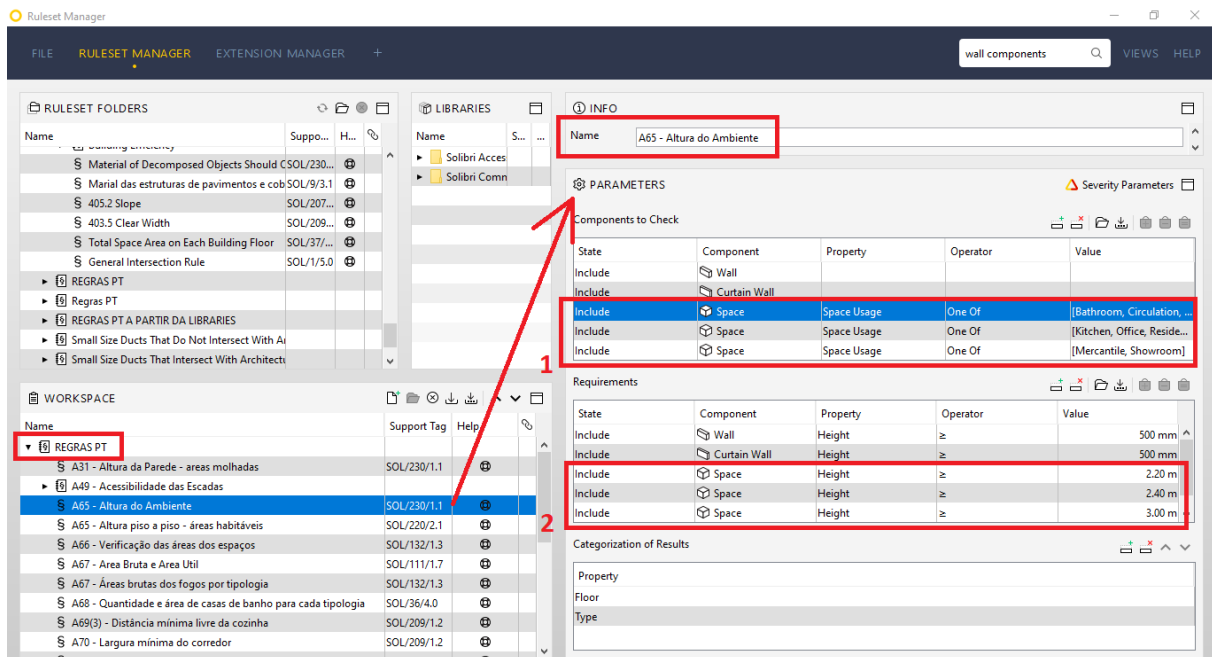 Ruleset Manager
FILE RULESET MANAGER EXTENSION MANAGER + wall components VIEWS HELP
RULESET FOLDERS
Name Suppo... H...
Building Efficiency
§ Material of Decomposed Objects Should C SOL/230...
§ Marial das estruturas de pavimentos e cob SOL/9/3.1
§ 405.2 Slope SOL/207...
§ 403.5 Clear Width SOL/209...
§ Total Space Area on Each Building Floor SOL/37/...
§ General Intersection Rule SOL/1/5.0
REGRAS PT
Regras PT
REGRAS PT A PARTIR DA LIBRARIES
Small Size Ducts That Do Not Intersect With Ar
Small Size Ducts That Intersect With Architectu
LIBRARIES
Name S... ...
Solibri Acces
Solibri Comn
INFO
Name A65 - Altura do Ambiente
PARAMETERS Severity Parameters
Components to Check
State Component Property Operator Value
Include Wall
Include Curtain Wall
Include Space Space Usage One Of [Bathroom, Circulation, ...
Include Space Space Usage One Of [Kitchen, Office, Reside...
Include Space Space Usage One Of [Mercantile, Showroom]
1
Requirements
State Component Property Operator Value
Include Wall Height ≥ 500 mm
Include Curtain Wall Height ≥ 500 mm
Include Space Height ≥ 2.20 m
Include Space Height ≥ 2.40 m
Include Space Height ≥ 3.00 m
2
Categorization of Results
Property
Floor
Type
WORKSPACE
Name Support Tag Help
REGRAS PT
§ A31 - Altura da Parede - areas molhadas SOL/230/1.1
§ A49 - Acessibilidade das Escadas
§ A65 - Altura do Ambiente SOL/230/1.1
§ A65 - Altura piso a piso - áreas habitáveis SOL/220/2.1
§ A66 - Verificação das áreas dos espaços SOL/132/1.3
§ A67 - Area Bruta e Area Util SOL/111/1.7
§ A67 - Áreas brutas dos fogos por tipologia SOL/132/1.3
§ A68 - Quantidade e área de casas de banho para cada tipologia SOL/36/4.0
§ A69(3) - Distância mínima livre da cozinha SOL/209/1.2
§ A70 - Largura mínima do corredor SOL/209/1.2